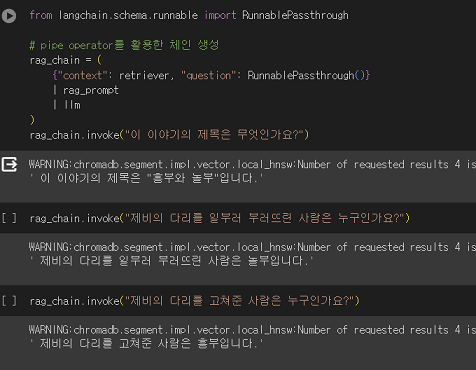 from langchain.schema.runnable import RunnablePassthrough
# pipe operator를 활용한 체인 생성
rag_chain = (
{"context": retriever, "question": RunnablePassthrough()}
| rag_prompt
| llm
)
rag_chain.invoke("이 이야기의 제목은 무엇인가요?")
WARNING:chromadb.segment.impl.vector.local_hnsw:Number of requested results 4 is
' 이 이야기의 제목은 "흥부와 놀부"입니다.'
[ ] rag_chain.invoke("제비의 다리를 일부러 부러뜨린 사람은 누구인가요?")
WARNING:chromadb.segment.impl.vector.local_hnsw:Number of requested results 4 is
' 제비의 다리를 일부러 부러뜨린 사람은 놀부입니다.'
[ ] rag_chain.invoke("제비의 다리를 고쳐준 사람은 누구인가요?")
WARNING:chromadb.segment.impl.vector.local_hnsw:Number of requested results 4 is
' 제비의 다리를 고쳐준 사람은 흥부입니다.'